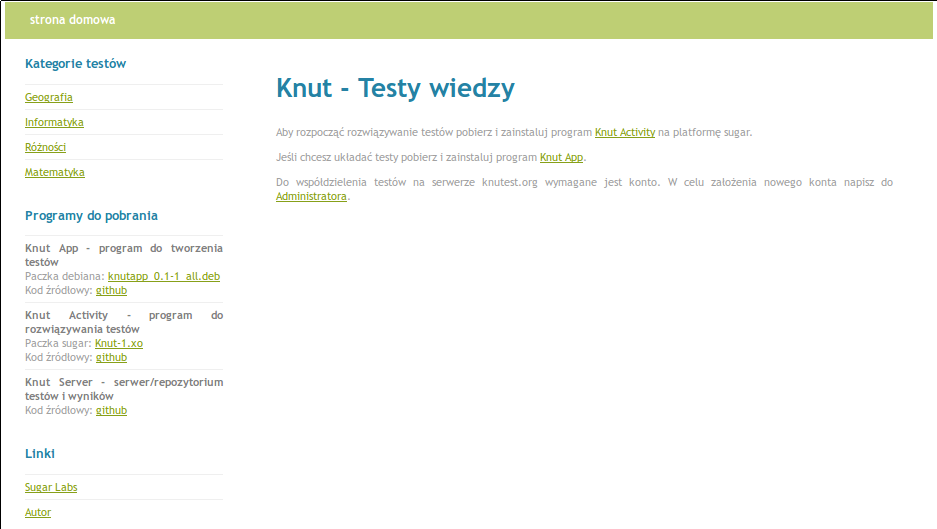 strona domowa
Kategorie testów
Geografia
Informatyka
Różności
Matematyka
Programy do pobrania
Knut App - program do tworzenia
testów
Paczka debiana: knutapp_0.1-1_all.deb
Kod źródłowy: github
Knut Activity - program do
rozwiązywania testów
Paczka sugar: Knut-1.xo
Kod źródłowy: github
Knut Server - serwer/repozytorium
testów i wyników
Kod źródłowy: github
Linki
Sugar Labs
Autor
Knut - Testy wiedzy
Aby rozpocząć rozwiązywanie testów pobierz i zainstaluj program Knut Activity na platformę sugar.
Jeśli chcesz układać testy pobierz i zainstaluj program Knut App.
Do współdzielenia testów na serwerze knutest.org wymagane jest konto. W celu założenia nowego konta napisz do
Administratora.